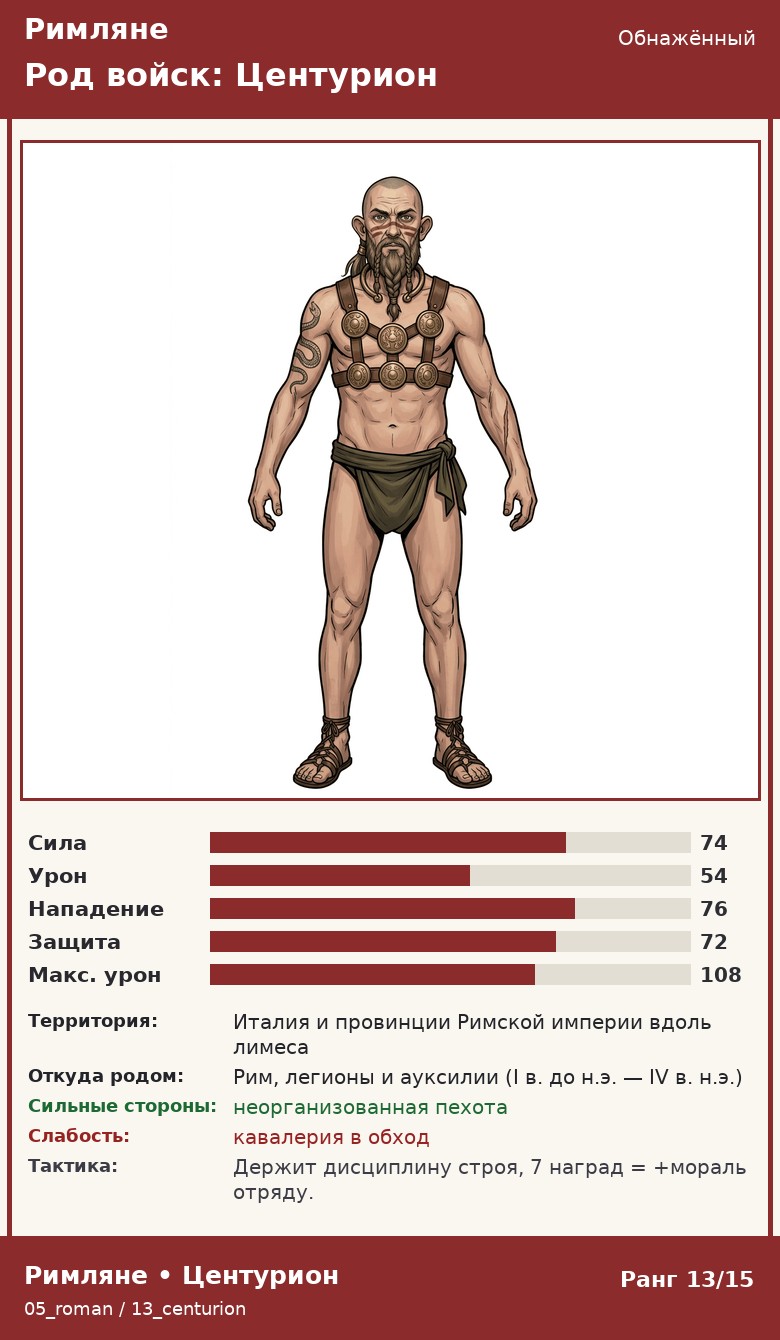 Римляне
Обнажённый
Род войск: Центурион
Сила 74
Урон 54
Нападение 76
Защита 72
Макс. урон 108
Территория: Италия и провинции Римской империи вдоль
лимеса
Откуда родом: Рим, легионы и ауксилии (I в. до н.э. — IV в. н.э.)
Сильные стороны: неорганизованная пехота
Слабость: кавалерия в обход
Тактика: Держит дисциплину строя, 7 наград = +мораль
отряду.
Римляне • Центурион
Ранг 13/15
05_roman / 13_centurion